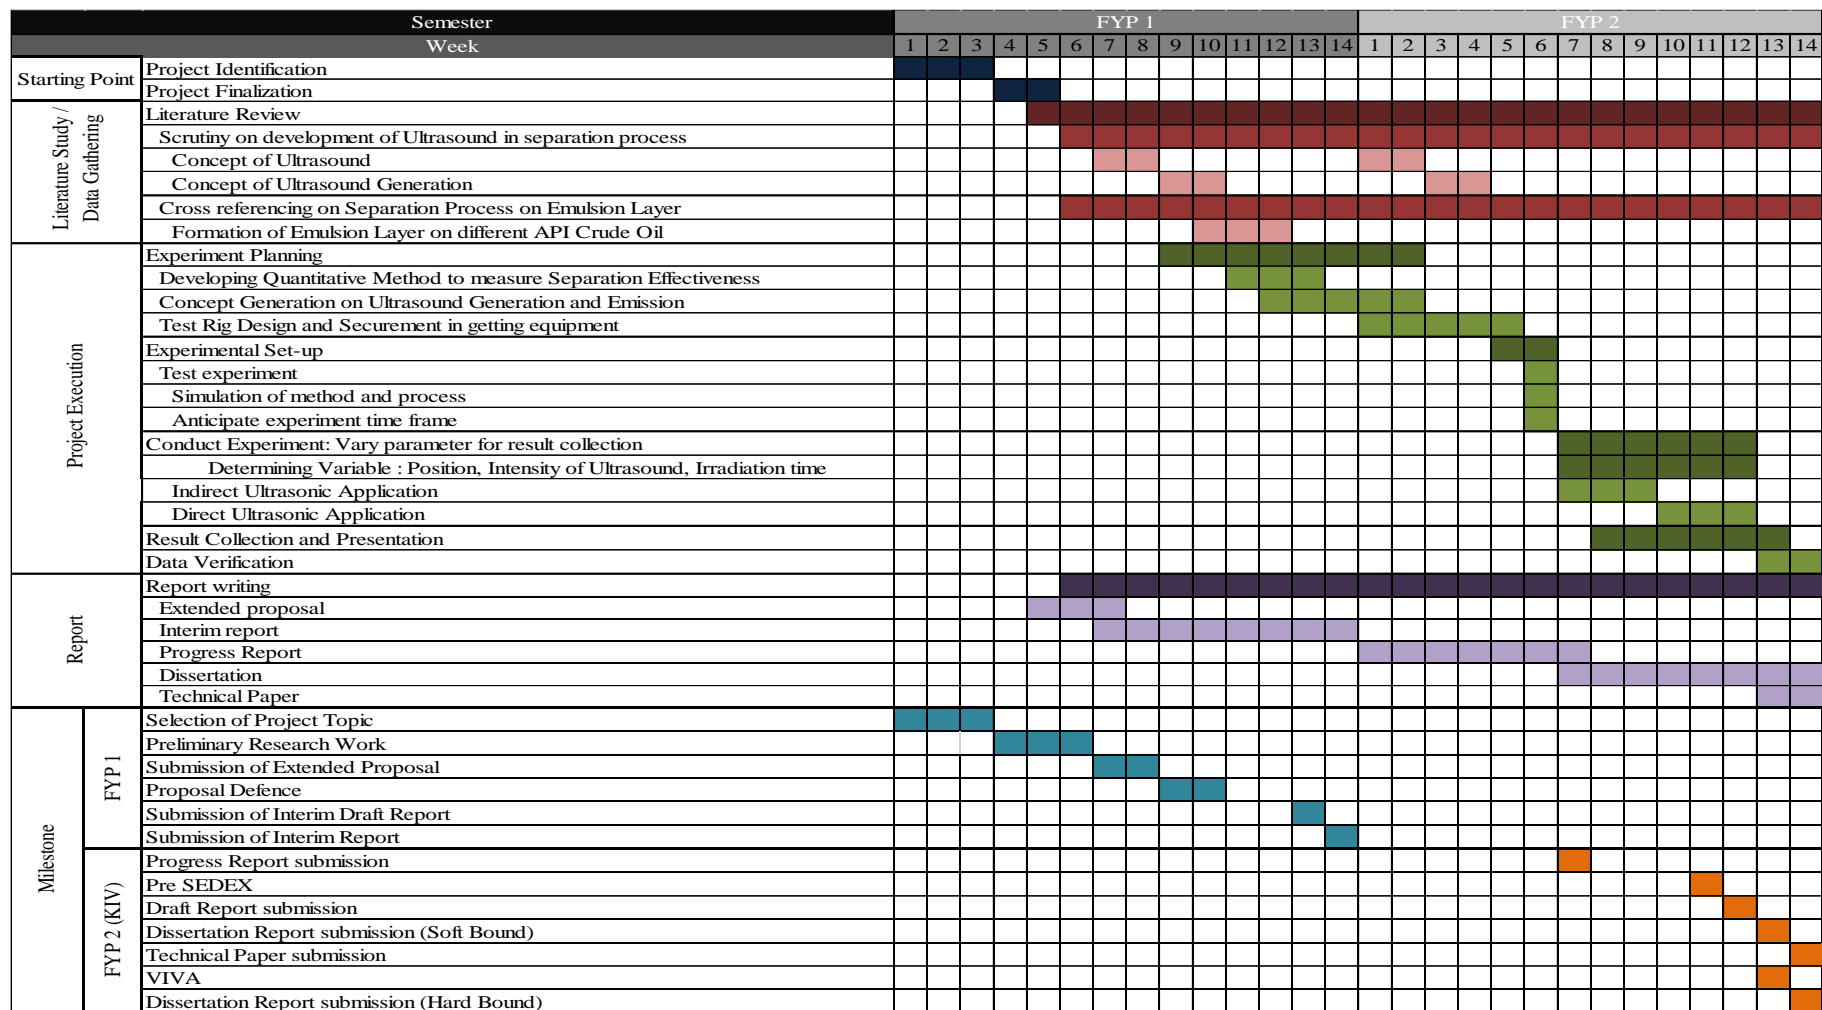 Semester FYP 1 FYP 2
Week 1 2 3 4 5 6 7 8 9 10 11 12 13 14 1 2 3 4 5 6 7 8 9 10 11 12 13 14
Starting Point
Project Identification
Project Finalization
Literature Study /
Data Gathering
Literature Review
Scrutiny on development of Ultrasound in separation process
Concept of Ultrasound
Concept of Ultrasound Generation
Cross referencing on Separation Process on Emulsion Layer
Formation of Emulsion Layer on different API Crude Oil
Project Execution
Experiment Planning
Developing Quantitative Method to measure Separation Effectiveness
Concept Generation on Ultrasound Generation and Emission
Test Rig Design and Securement in getting equipment
Experimental Set-up
Test experiment
Simulation of method and process
Anticipate experiment time frame
Conduct Experiment: Vary parameter for result collection
Determining Variable : Position, Intensity of Ultrasound, Irradiation time
Indirect Ultrasonic Application
Direct Ultrasonic Application
Result Collection and Presentation
Data Verification
Report
Report writing
Extended proposal
Interim report
Progress Report
Dissertation
Technical Paper
Milestone
FYP 1
Selection of Project Topic
Preliminary Research Work
Submission of Extended Proposal
Proposal Defence
Submission of Interim Draft Report
Submission of Interim Report
FYP 2 (KIV)
Progress Report submission
Pre SEDEX
Draft Report submission
Dissertation Report submission (Soft Bound)
Technical Paper submission
VIVA
Dissertation Report submission (Hard Bound)